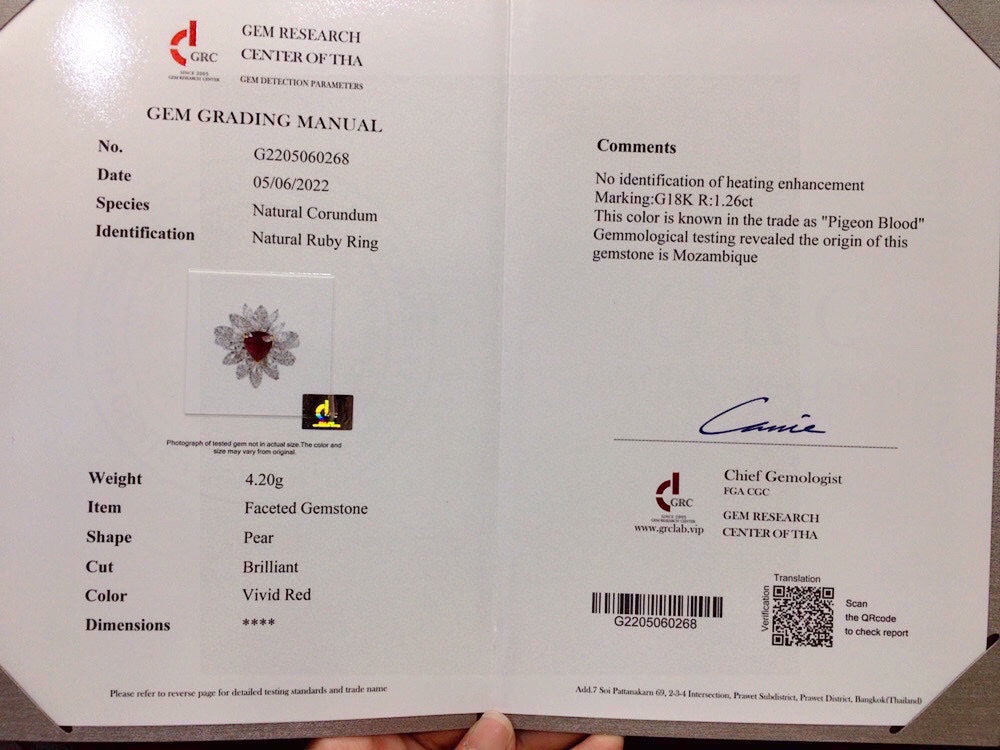 GRC
SINCE 2005
GEM RESEARCH CENTER
GEM RESEARCH
CENTER OF THA
GEM DETECTION PARAMETERS
GEM GRADING MANUAL
No. G2205060268
Date 05/06/2022
Species Natural Corundum
Identification Natural Ruby Ring
Photograph of tested gem not in actual size.The color and
size may vary from original.
Weight 4.20g
Item Faceted Gemstone
Shape Pear
Cut Brilliant
Color Vivid Red
Dimensions ****
Please refer to reverse page for detailed testing standards and trade name
Comments
No identification of heating enhancement
Marking:G18K R:1.26ct
This color is known in the trade as "Pigeon Blood"
Gemmological testing revealed the origin of this
gemstone is Mozambique
Canie
GRC
SINCE 2005
GEM RESEARCH CENTER
www.grclab.vip
Chief Gemologist
FGA CGC
GEM RESEARCH
CENTER OF THA
G2205060268
Translation
Verification
Scan
the QRcode
to check report
Add.7 Soi Pattanakarn 69, 2-3-4 Intersection, Prawet Subdistrict, Prawet District, Bangkok(Thailand)